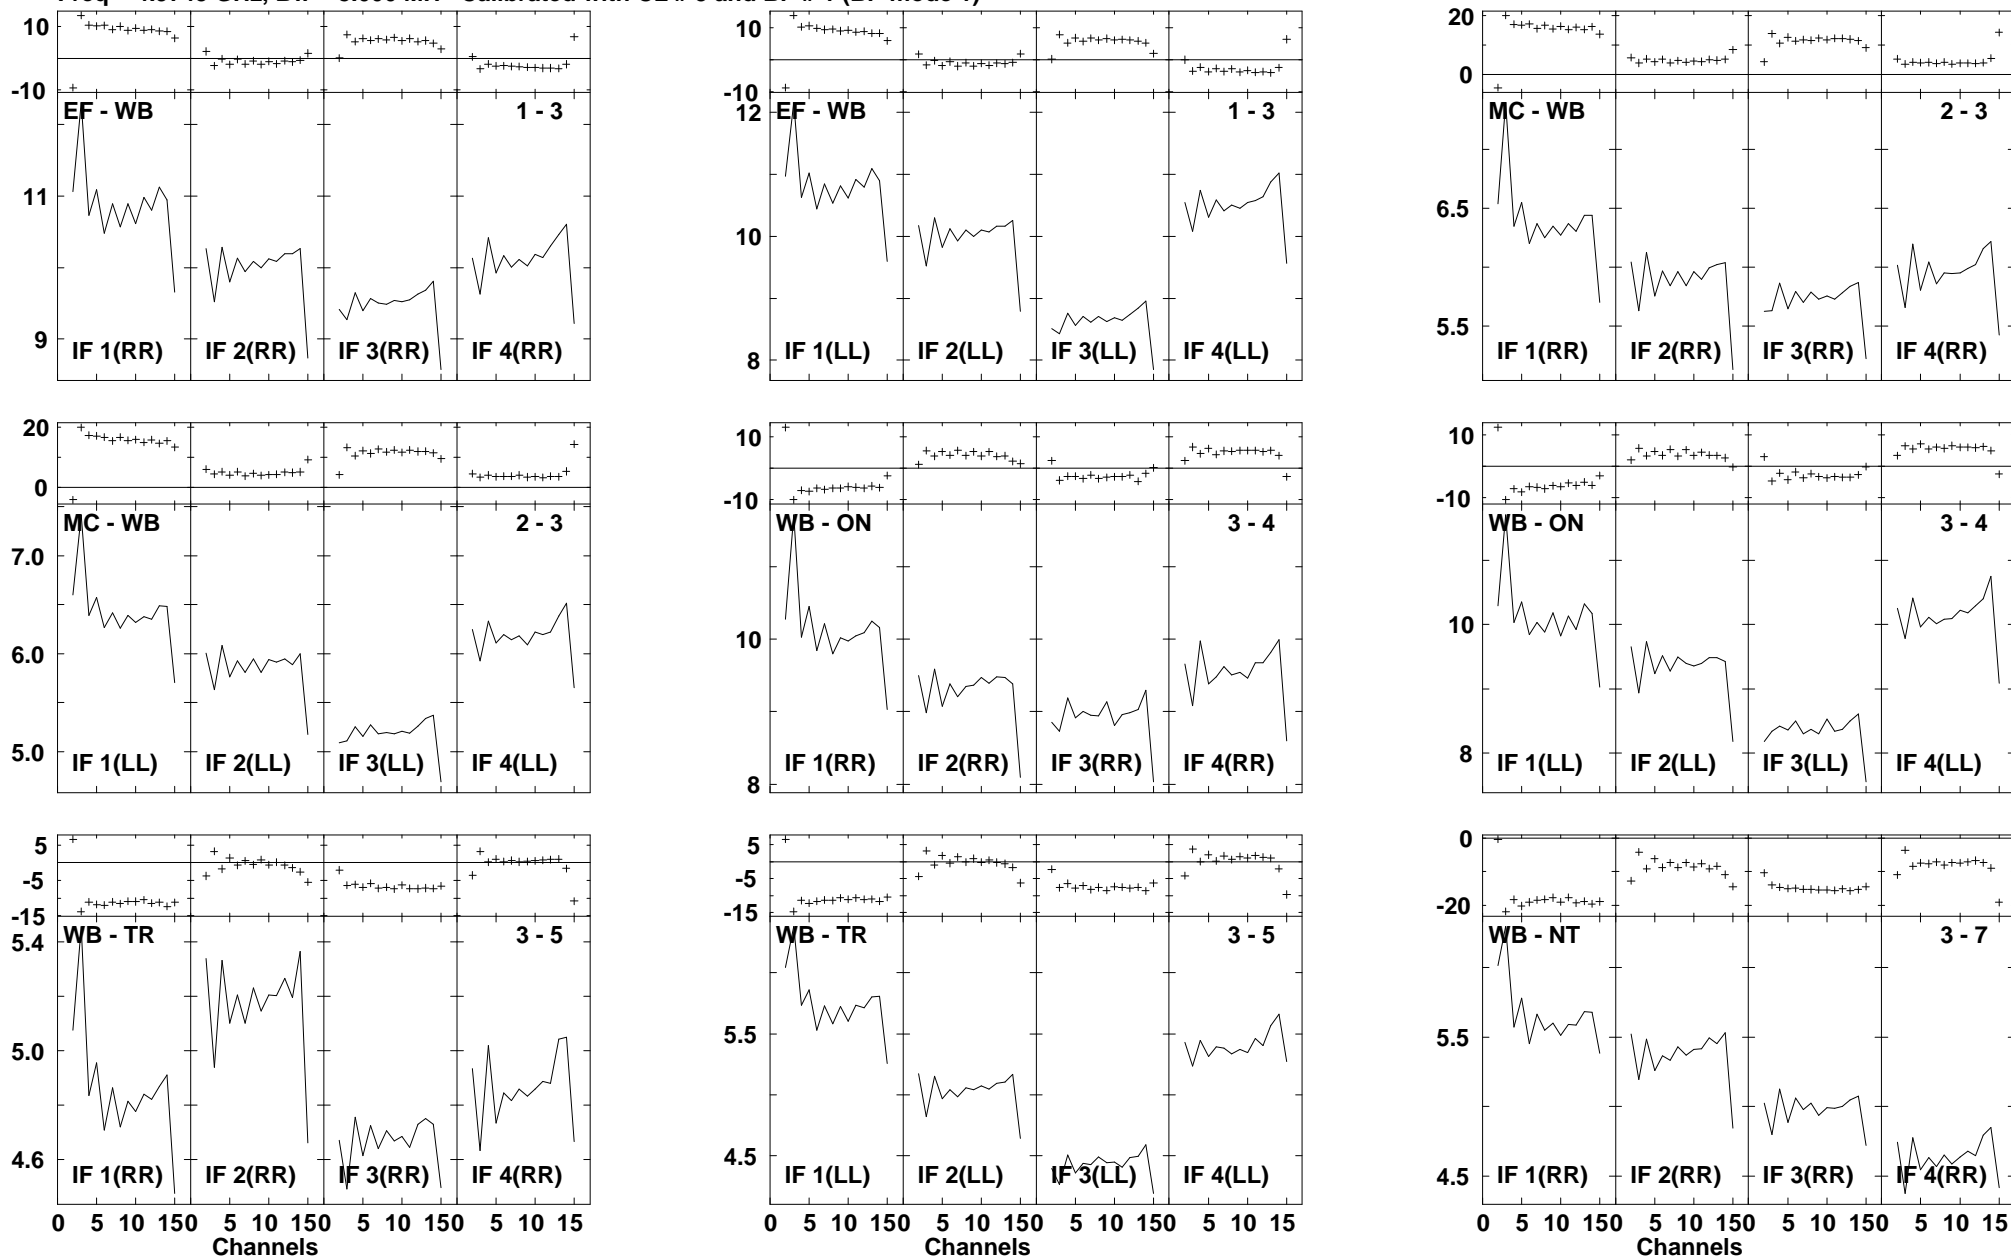 10 10 20
-10 -10 0
EF - WB 1 - 3 EF - WB 1 - 3 MC - WB 2 - 3
12
11 10 6.5
9 8 5.5
IF 1(RR) IF 2(RR) IF 3(RR) IF 4(RR) IF 1(LL) IF 2(LL) IF 3(LL) IF 4(LL) IF 1(RR) IF 2(RR) IF 3(RR) IF 4(RR)
20 10 10
0 -10 -10
MC - WB 2 - 3 WB - ON 3 - 4 WB - ON 3 - 4
7.0
6.0 10 10
5.0 8 8
IF 1(LL) IF 2(LL) IF 3(LL) IF 4(LL) IF 1(RR) IF 2(RR) IF 3(RR) IF 4(RR) IF 1(LL) IF 2(LL) IF 3(LL) IF 4(LL)
5 5 0
-5 -5 -20
-15 -15
WB - TR 3 - 5 WB - TR 3 - 5 WB - NT 3 - 7
5.4
5.0 5.5 5.5
4.6 4.5 4.5
IF 1(RR) IF 2(RR) IF 3(RR) IF 4(RR) IF 1(LL) IF 2(LL) IF 3(LL) IF 4(LL) IF 1(RR) IF 2(RR) IF 3(RR) IF 4(RR)
0 5 10 150 5 10 150 5 10 150 5 10 15 0 5 10 150 5 10 150 5 10 150 5 10 15 0 5 10 150 5 10 150 5 10 150 5 10 15
Channels Channels Channels